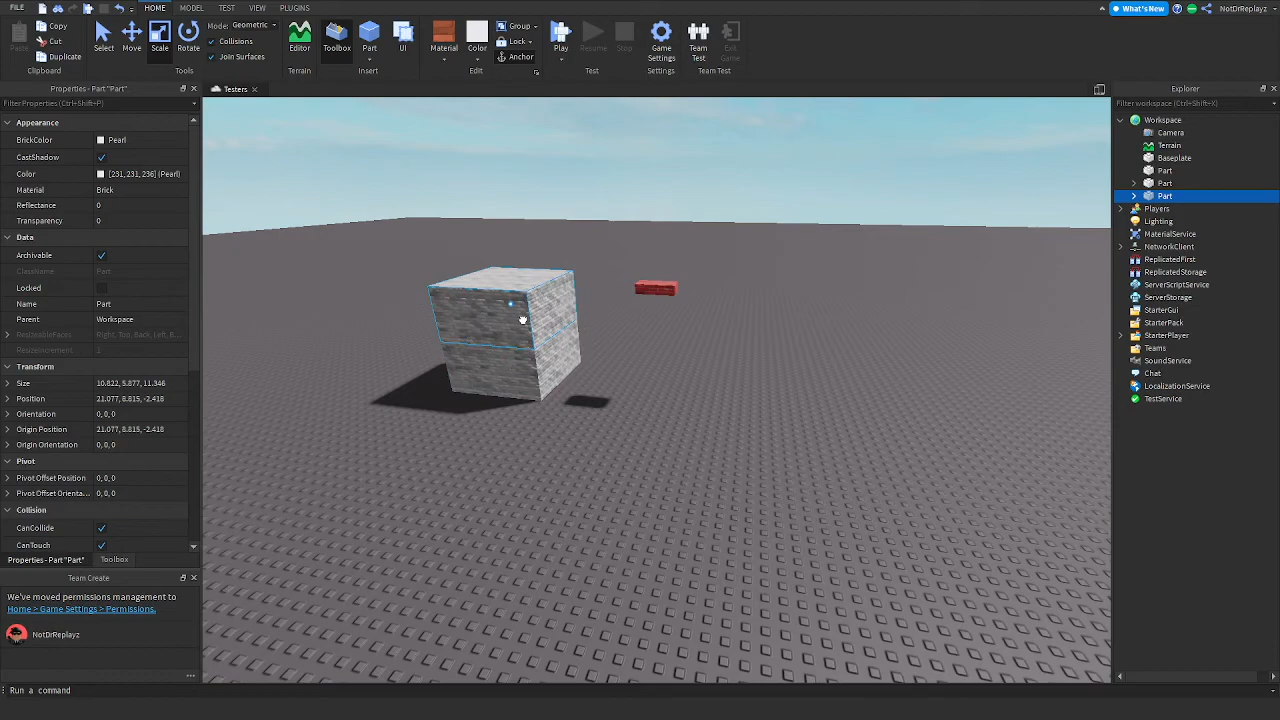 FILE HOME MODEL TEST VIEW PLUGINS What's New NotDrReplayz
Paste Copy Cut Duplicate Clipboard
Select Move Scale Rotate Tools
Mode: Geometric
Collisions
Join Surfaces
Editor Terrain
Toolbox Part UI Insert
Material Color Group Lock Anchor Edit
Play Resume Stop Test
Game Settings Settings
Team Test Exit Game Team Test
Properties - Part "Part"
Testers
Explorer
Filter Properties (Ctrl+Shift+P)
Filter workspace (Ctrl+Shift+X)
Appearance
BrickColor Pearl
CastShadow
Color [231, 231, 236] (Pearl)
Material Brick
Reflectance 0
Transparency 0
Data
Archivable
ClassName Part
Locked
Name Part
Parent Workspace
ResizeableFaces Right, Top, Back, Left, B...
ResizeIncrement
Transform
Size 10.822, 5.877, 11.346
Position 21.077, 8.815, -2.418
Orientation 0, 0, 0
Origin Position 21.077, 8.815, -2.418
Origin Orientation 0, 0, 0
Pivot
Pivot Offset Position 0, 0, 0
Pivot Offset Orienta... 0, 0, 0
Collision
CanCollide
CanTouch
Properties - Part "Part" Toolbox
Team Create
We've moved permissions management to
Home > Game Settings > Permissions.
NotDrReplayz
Run a command
Workspace
Camera
Terrain
Baseplate
Part
Part
Part
Players
Lighting
MaterialService
NetworkClient
ReplicatedFirst
ReplicatedStorage
ServerScriptService
ServerStorage
StarterGui
StarterPack
StarterPlayer
Teams
SoundService
Chat
LocalizationService
TestService